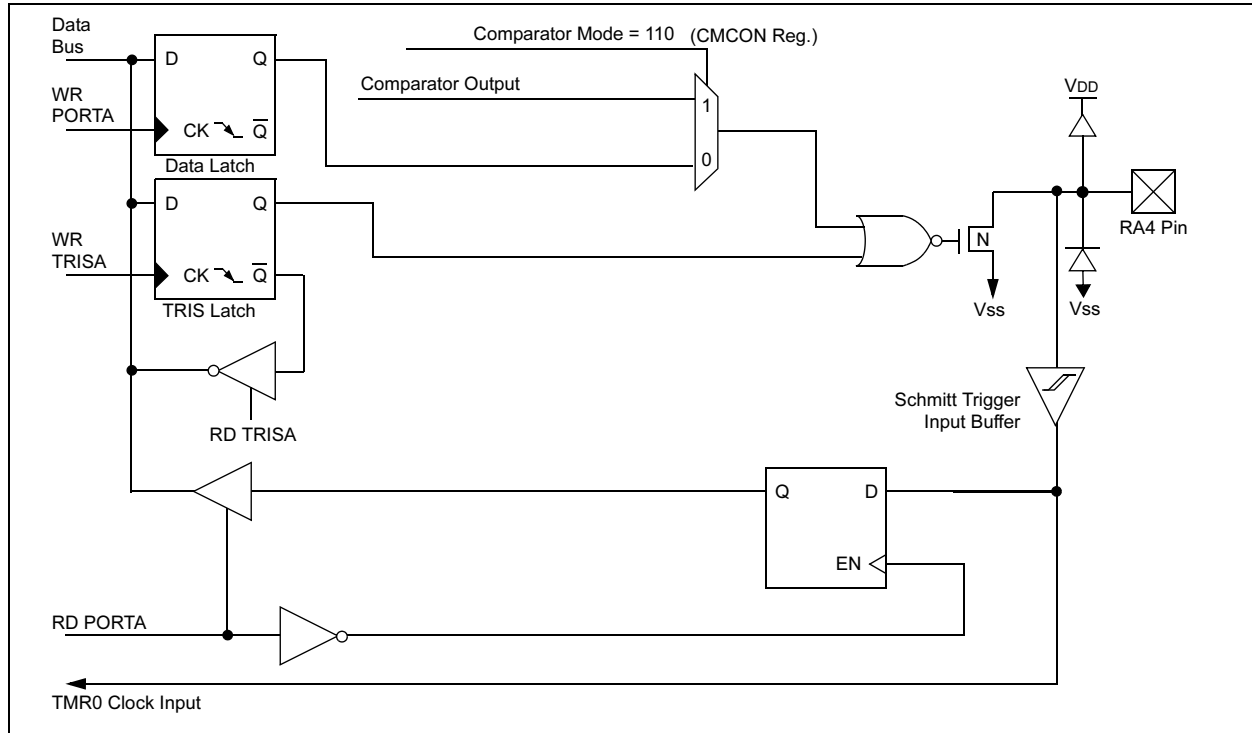 Data
Bus
D Q
WR
PORTA
CK Q
Data Latch
Comparator Mode = 110 (CMCON Reg.)
Comparator Output
1
0
VDD
RA4 Pin
N
Vss
Vss
D Q
WR
TRISA
CK Q
TRIS Latch
RD TRISA
Schmitt Trigger
Input Buffer
Q D
EN
RD PORTA
TMR0 Clock Input